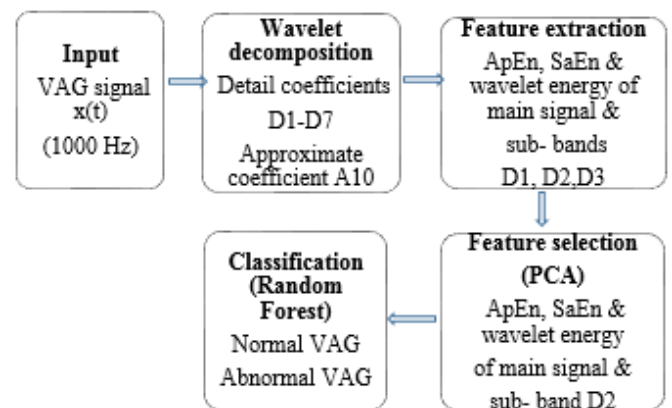 Input
VAG signal
x(t)
(1000 Hz)
Wavelet
decomposition
Detail coefficients
D1-D7
Approximate
coefficient A10
Feature extraction
ApEn, SaEn &
wavelet energy of
main signal &
sub- bands
D1, D2,D3
Feature selection
(PCA)
ApEn, SaEn &
wavelet energy
of main signal &
sub- band D2
Classification
(Random
Forest)
Normal VAG
Abnormal VAG